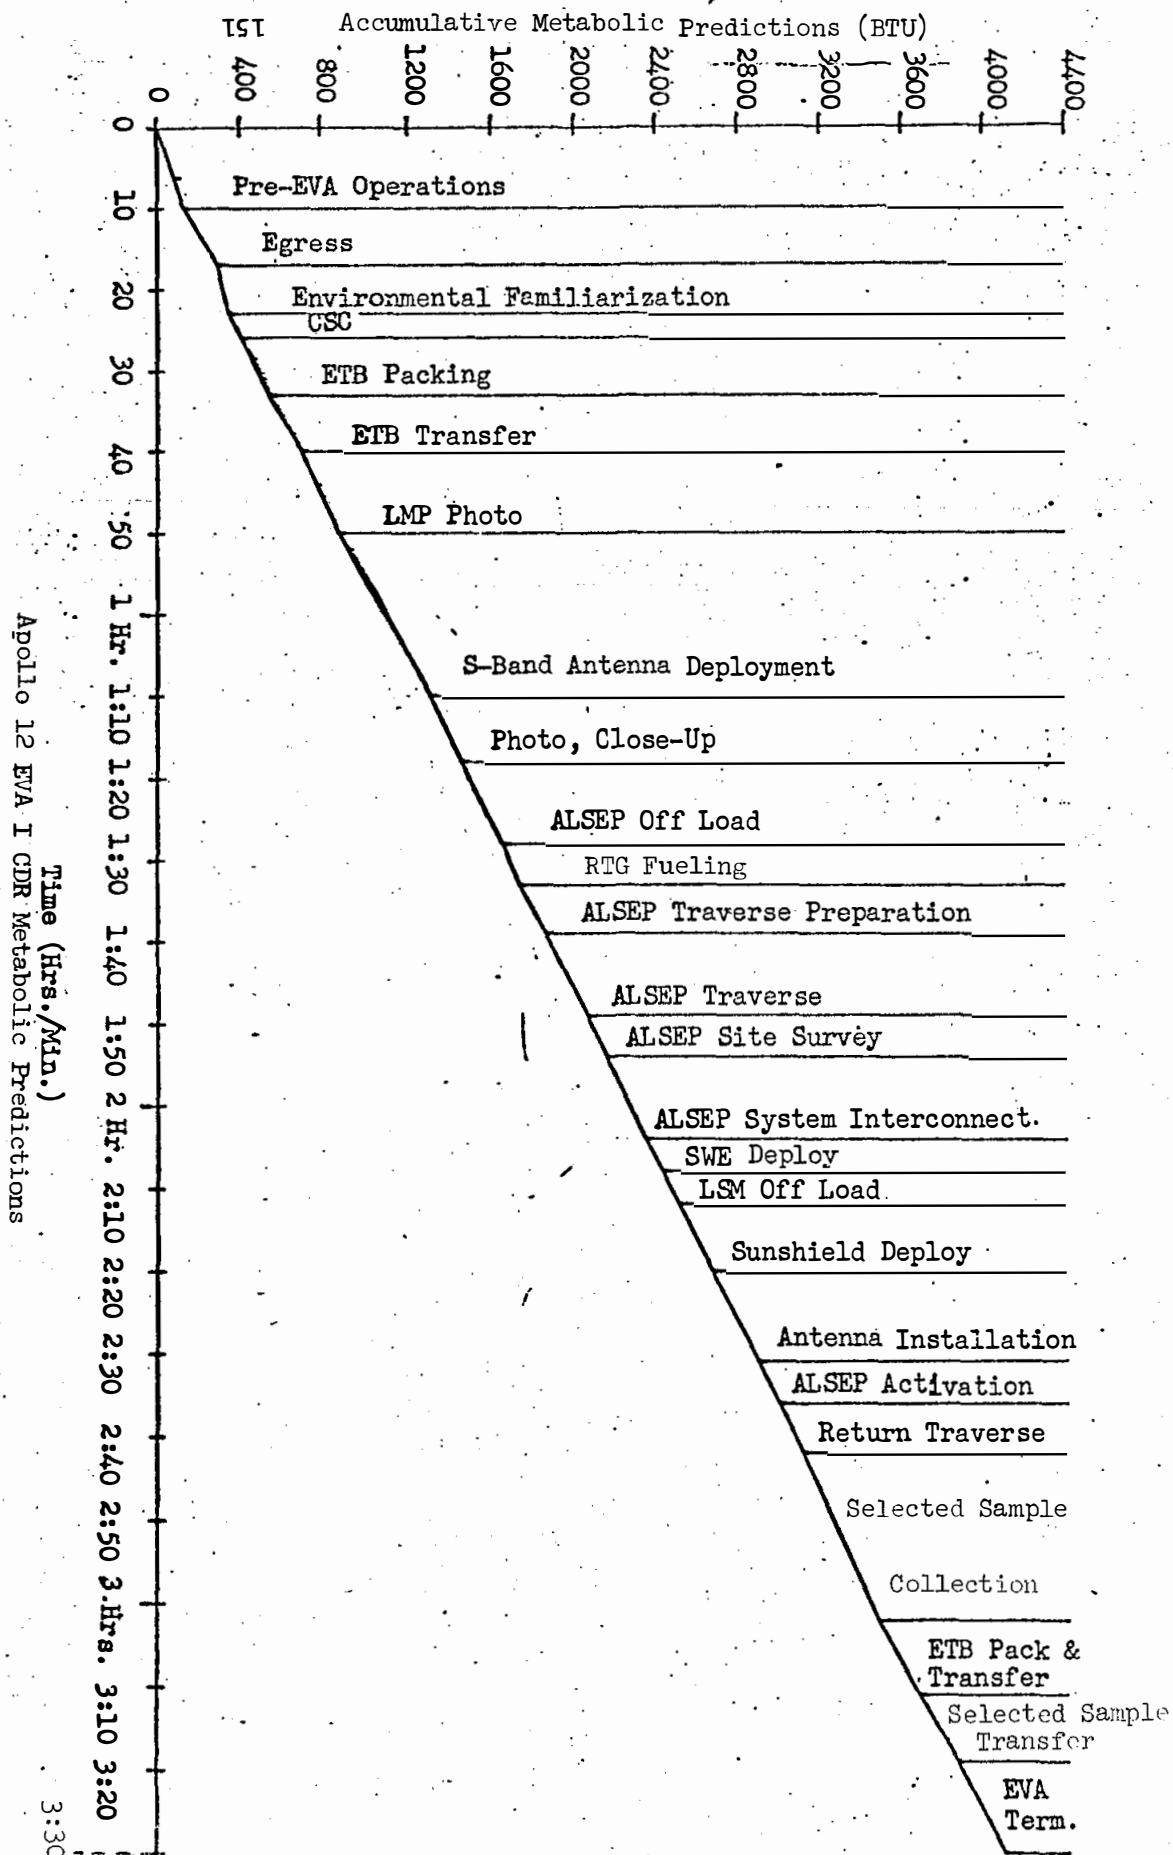 151
Accumulative Metabolic Predictions (BTU)
0
400
800
1200
1600
2000
2400
2800
3200
3600
4000
4400
0
Pre-EVA Operations
10
Egress
20
Environmental Familiarization
CSC
30
ETB Packing
ETB Transfer
40
LMP Photo
50
1 Hr.
S-Band Antenna Deployment
1:10
Photo, Close-Up
1:20
ALSEP Off Load
RTG Fueling
1:30
ALSEP Traverse Preparation
1:40
ALSEP Traverse
ALSEP Site Survey
1:50
2 Hr.
ALSEP System Interconnect.
SWE Deploy
LSM Off Load
2:10
Sunshield Deploy
2:20
Antenna Installation
2:30
ALSEP Activation
Return Traverse
2:40
Selected Sample
Collection
2:50
3.Hrs.
ETB Pack &
Transfer
3:10
Selected Sample
Transfer
3:20
EVA
Term.
3:30
Time (Hrs./Min.)
Apollo 12 EVA I CDR Metabolic Predictions